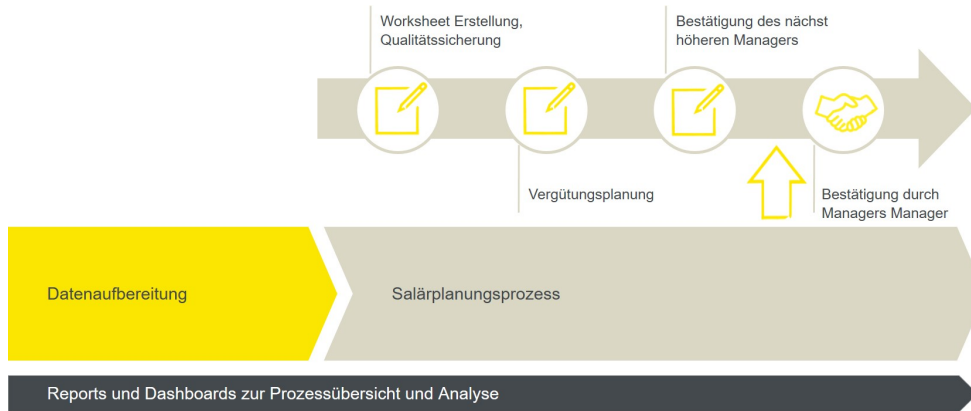 Worksheet Erstellung,
Qualitätssicherung
Bestätigung des nächst
höheren Managers
Vergütungsplanung
Bestätigung durch
Managers Manager
Datenaufbereitung
Salärplanungsprozess
Reports und Dashboards zur Prozessübersicht und Analyse